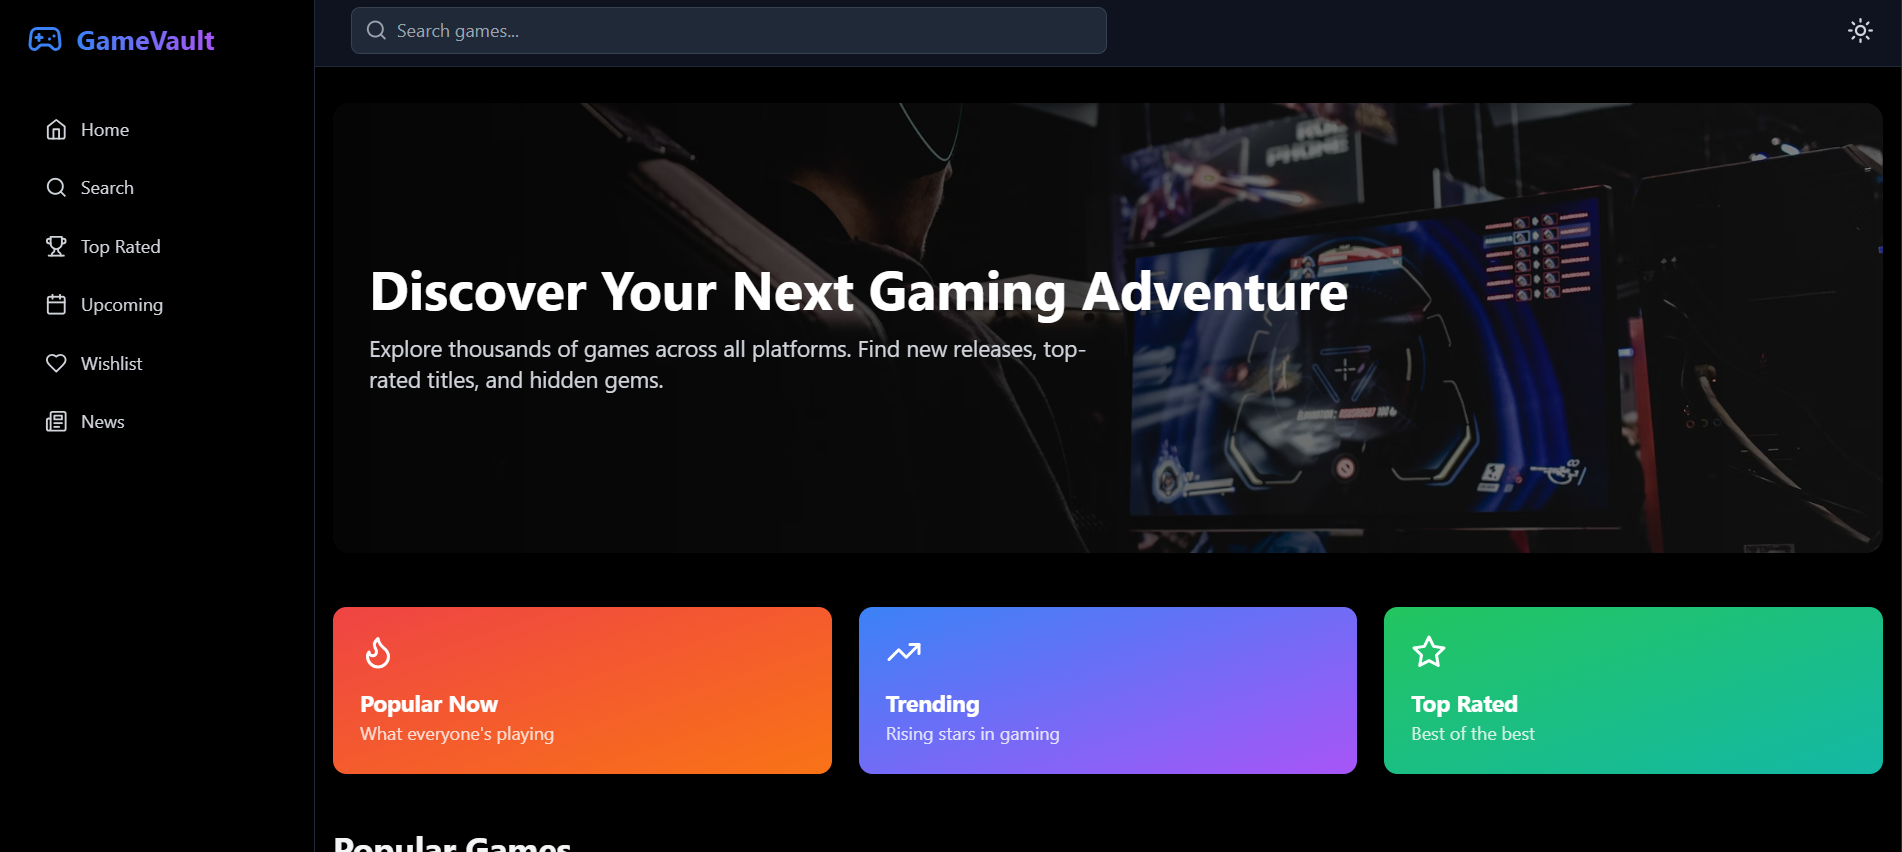 GameVault
Search games...
Home
Search
Top Rated
Upcoming
Wishlist
News
Discover Your Next Gaming Adventure
Explore thousands of games across all platforms. Find new releases, top-
rated titles, and hidden gems.
Popular Now
What everyone's playing
Trending
Rising stars in gaming
Top Rated
Best of the best
Popular Games